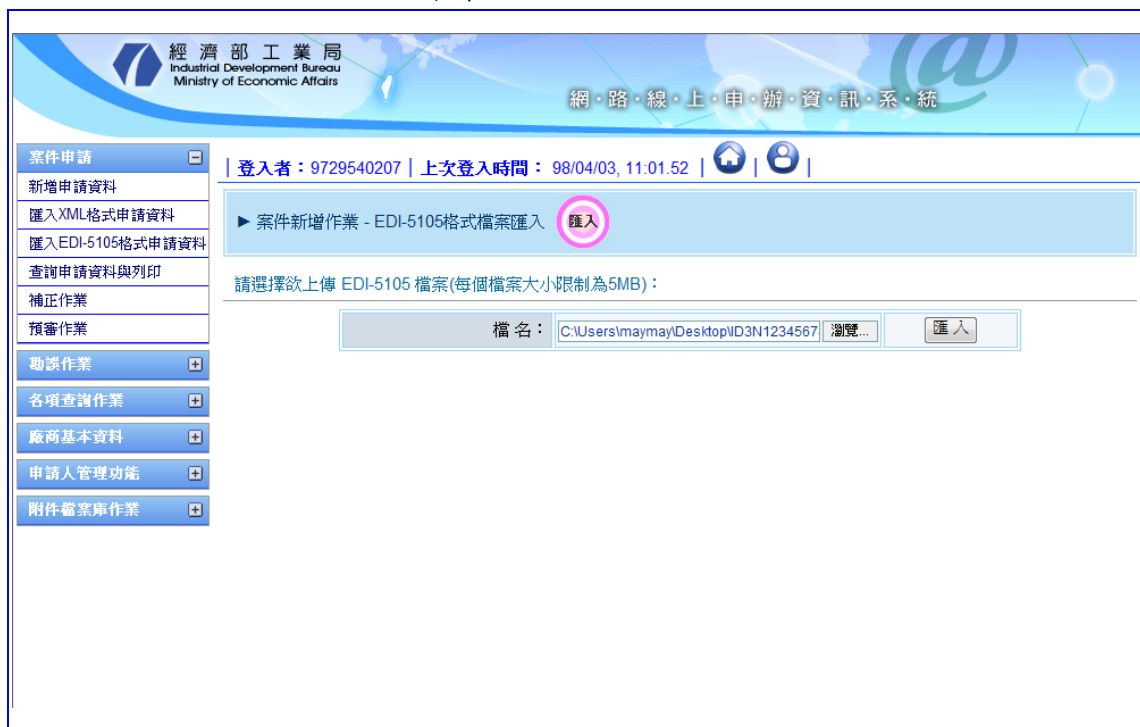 經濟部工業局
Industrial Development Bureau
Ministry of Economic Affairs
網・路・線・上・申・辦・資・訊・系・統
案件申請
新增申請資料
匯入XML格式申請資料
匯入EDI-5105格式申請資料
查詢申請資料與列印
補正作業
預審作業
勘誤作業
各項查詢作業
廠商基本資料
申請人管理功能
附件檔案庫作業
| 登入者：9729540207 | 上次登入時間： 98/04/03, 11:01.52 | | |
► 案件新增作業 - EDI-5105格式檔案匯入 匯入
請選擇欲上傳 EDI-5105 檔案(每個檔案大小限制為5MB)：
檔 名： C:\Users\maymay\Desktop\ID3N1234567 瀏覽... 匯 入